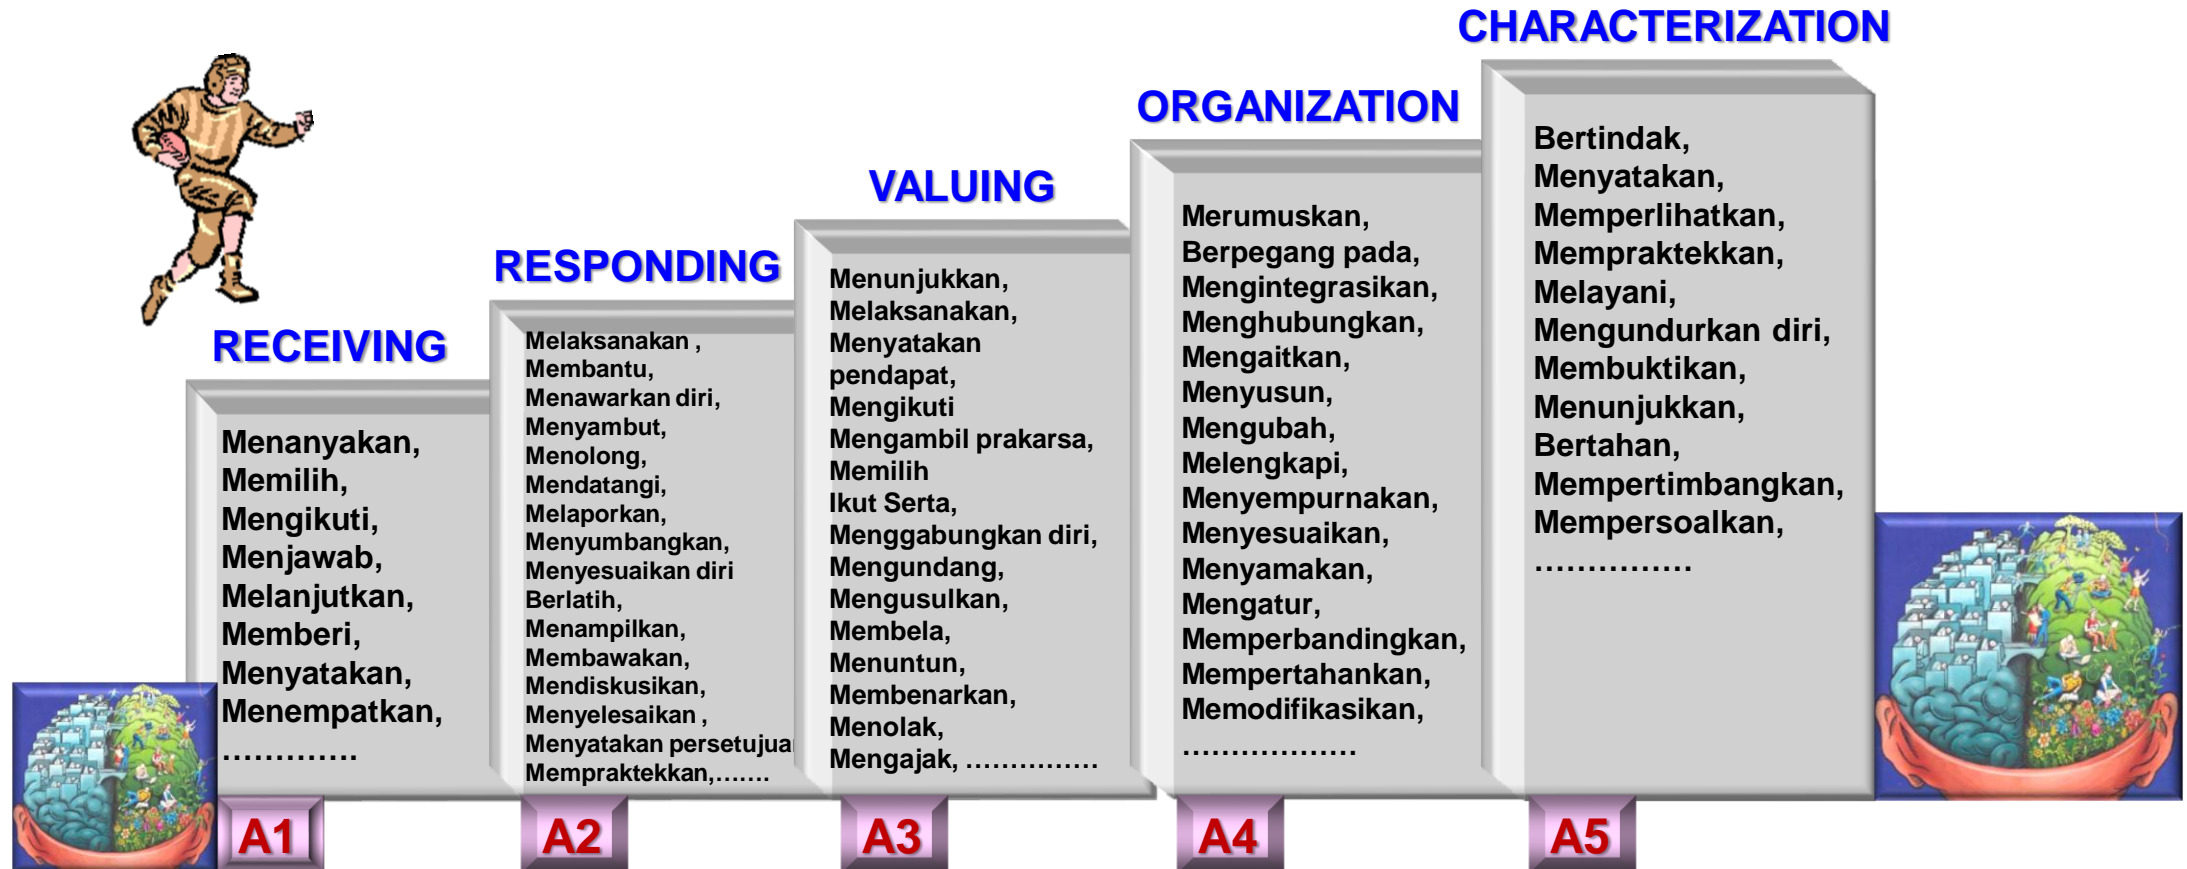 RECEIVING
Menanyakan,
Memilih,
Mengikuti,
Menjawab,
Melanjutkan,
Memberi,
Menyatakan,
Menempatkan,
………….
A1
RESPONDING
Melaksanakan ,
Membantu,
Menawarkan diri,
Menyambut,
Menolong,
Mendatangi,
Melaporkan,
Menyumbangkan,
Menyesuaikan diri
Berlatih,
Menampilkan,
Membawakan,
Mendiskusikan,
Menyelesaikan ,
Menyatakan persetujua
Mempraktekkan,…….
A2
VALUING
Menunjukkan,
Melaksanakan,
Menyatakan
pendapat,
Mengikuti
Mengambil prakarsa,
Memilih
Ikut Serta,
Menggabungkan diri,
Mengundang,
Mengusulkan,
Membela,
Menuntun,
Membenarkan,
Menolak,
Mengajak, ……………
A3
ORGANIZATION
Merumuskan,
Berpegang pada,
Mengintegrasikan,
Menghubungkan,
Mengaitkan,
Menyusun,
Mengubah,
Melengkapi,
Menyempurnakan,
Menyesuaikan,
Menyamakan,
Mengatur,
Memperbandingkan,
Mempertahankan,
Memodifikasikan,
………………
A4
CHARACTERIZATION
Bertindak,
Menyatakan,
Memperlihatkan,
Mempraktekkan,
Melayani,
Mengundurkan diri,
Membuktikan,
Menunjukkan,
Bertahan,
Mempertimbangkan,
Mempersoalkan,
……………
A5